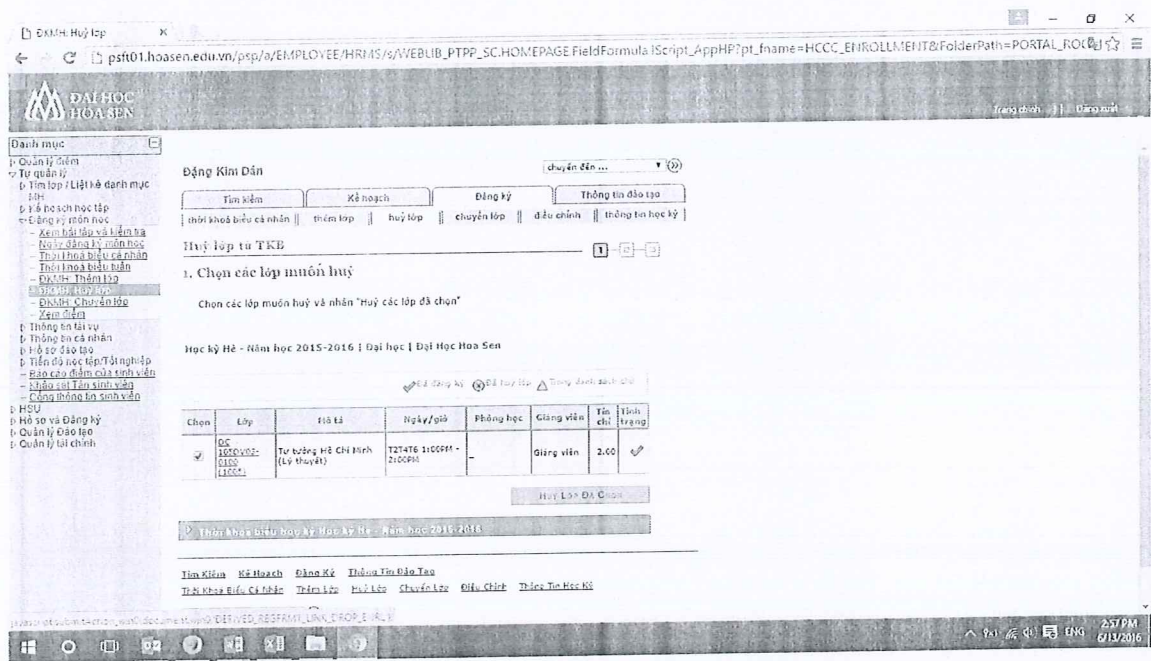 ĐKMH: Huỷ lớp
psft01.hoasen.edu.vn/psp/a/EMPLOYEE/HRMS/s/WEBLIB_PTPP_SC.HOMEPAGE.FieldFormula.IScript_AppHP?pt_fname=HCCC_ENROLLMENT&FolderPath=PORTAL_ROO
ĐẠI HỌC
HOA SEN
Trang chính | Đăng xuất
Danh mục
Quản lý điểm
Tự quản lý
Tìm lớp / Liệt kê danh mục
MH
Kế hoạch học tập
Đăng ký môn học
– Xem bài tập và kiểm tra
– Ngày đăng ký môn học
– Thời khoá biểu cá nhân
– Thời khoá biểu tuần
– ĐKMH: Thêm lớp
– ĐKMH: Huỷ lớp
– ĐKMH: Chuyển lớp
– Xem điểm
Thông tin tài vụ
Thông tin cá nhân
Hồ sơ đào tạo
Tiến độ học tập/Tốt nghiệp
– Báo cáo điểm của sinh viên
– Khảo sát Tân sinh viên
– Cổng thông tin sinh viên
HSU
Hồ sơ và Đăng ký
Quản lý Đào tạo
Quản lý tài chính
Đặng Kim Dân
chuyển đến ...
Tìm kiếm
Kế hoạch
Đăng ký
Thông tin đào tạo
thời khoá biểu cá nhân || thêm lớp || huỷ lớp || chuyển lớp || điều chỉnh || thông tin học kỳ
Huỷ lớp từ TKB
1 2 3
1. Chọn các lớp muốn huỷ
Chọn các lớp muốn huỷ và nhấn "Huỷ các lớp đã chọn"
Học kỳ Hè - Năm học 2015-2016 | Đại học | Đại Học Hoa Sen
Đã đăng ký Đã huỷ lớp Trong danh sách chờ
Chọn Lớp Mô tả Ngày/giờ Phòng học Giảng viên Tín chỉ Tình trạng
DC 105DV02-0100 (1005) Tư tưởng Hồ Chí Minh (Lý thuyết) T2T4T6 1:00PM - 2:00PM – Giảng viên 2.00
Huỷ Lớp Đã Chọn
Thời khoá biểu học kỳ Học kỳ Hè - Năm học 2015-2016
Tìm Kiếm Kế Hoạch Đăng Ký Thông Tin Đào Tạo
Thời Khoá Biểu Cá Nhân Thêm Lớp Huỷ Lớp Chuyển Lớp Điều Chỉnh Thông Tin Học Kỳ
ENG
2:57 PM
6/13/2016